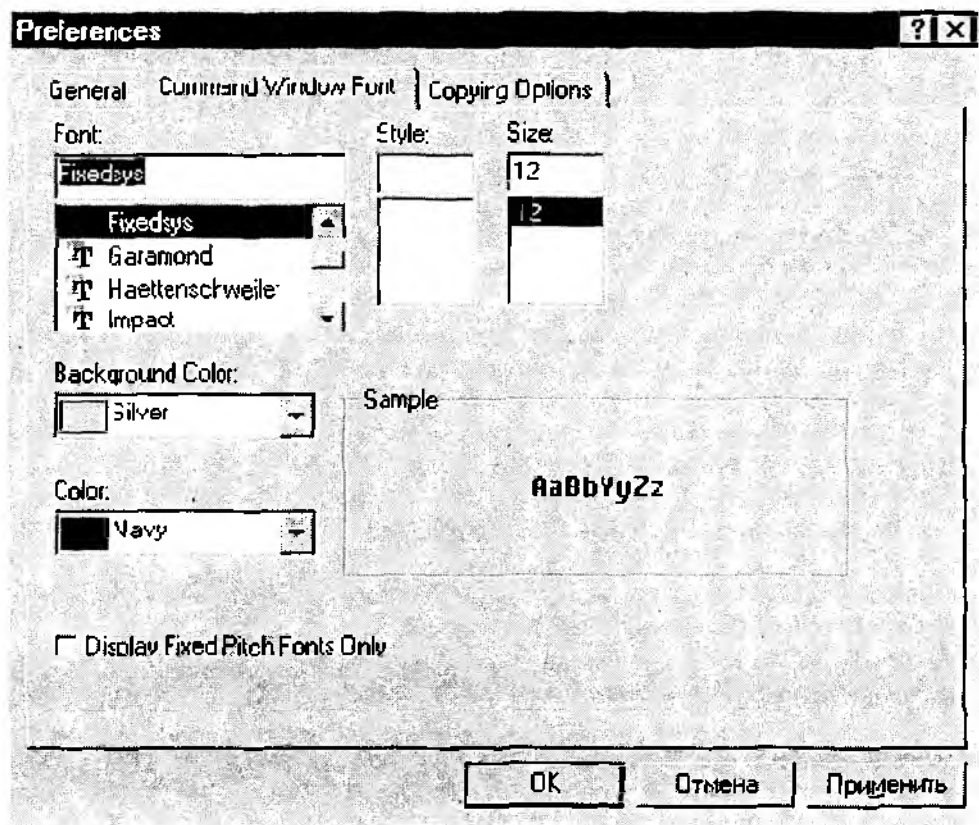 Preferences
General Command Window Font Copying Options
Font: Style: Size:
Fixedsys 12
Fixedsys 12
Garamond
Haettenschweiler
Impact
Background Color:
Silver Sample
AaBbYyZz
Color:
Navy
Display Fixed Pitch Fonts Only
OK Отмена Применить